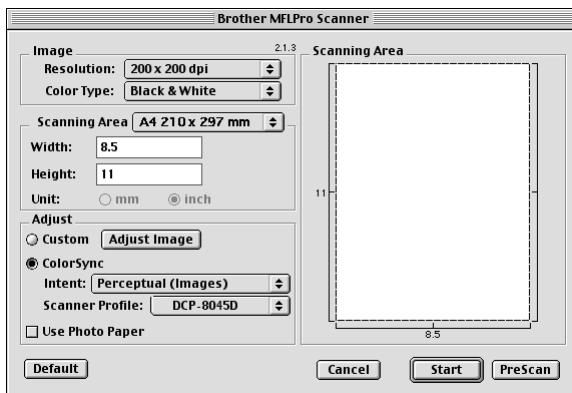 Brother MFLPro Scanner
Image
2.1.3
Resolution: 200 x 200 dpi
Color Type: Black & White
Scanning Area A4 210 x 297 mm
Width: 8.5
Height: 11
Unit: mm inch
Adjust
Custom Adjust Image
ColorSync
Intent: Perceptual (Images)
Scanner Profile: DCP-8045D
Use Photo Paper
Default
Scanning Area
11
8.5
Cancel Start PreScan